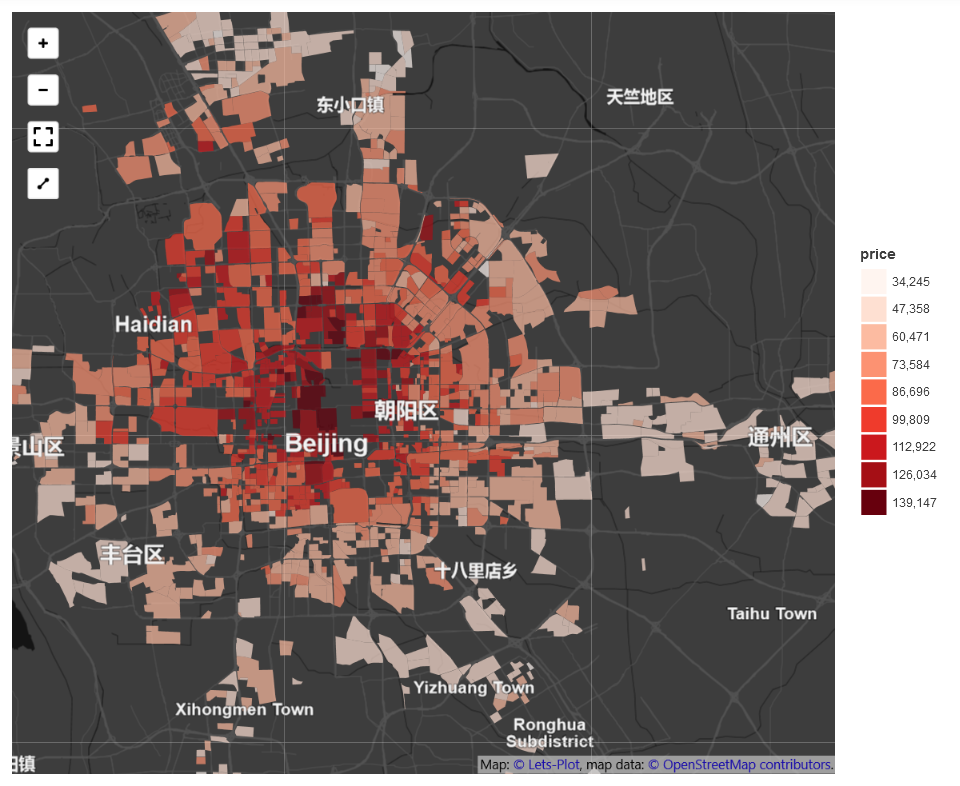 +
东小口镇
天竺地区
−
price
34,245
47,358
60,471
73,584
86,696
99,809
112,922
126,034
139,147
Haidian
朝阳区
Beijing
景山区
通州区
丰台区
十八里店乡
Taihu Town
Yizhuang Town
Xihongmen Town
Ronghua
Subdistrict
Map: © Lets-Plot, map data: © OpenStreetMap contributors.